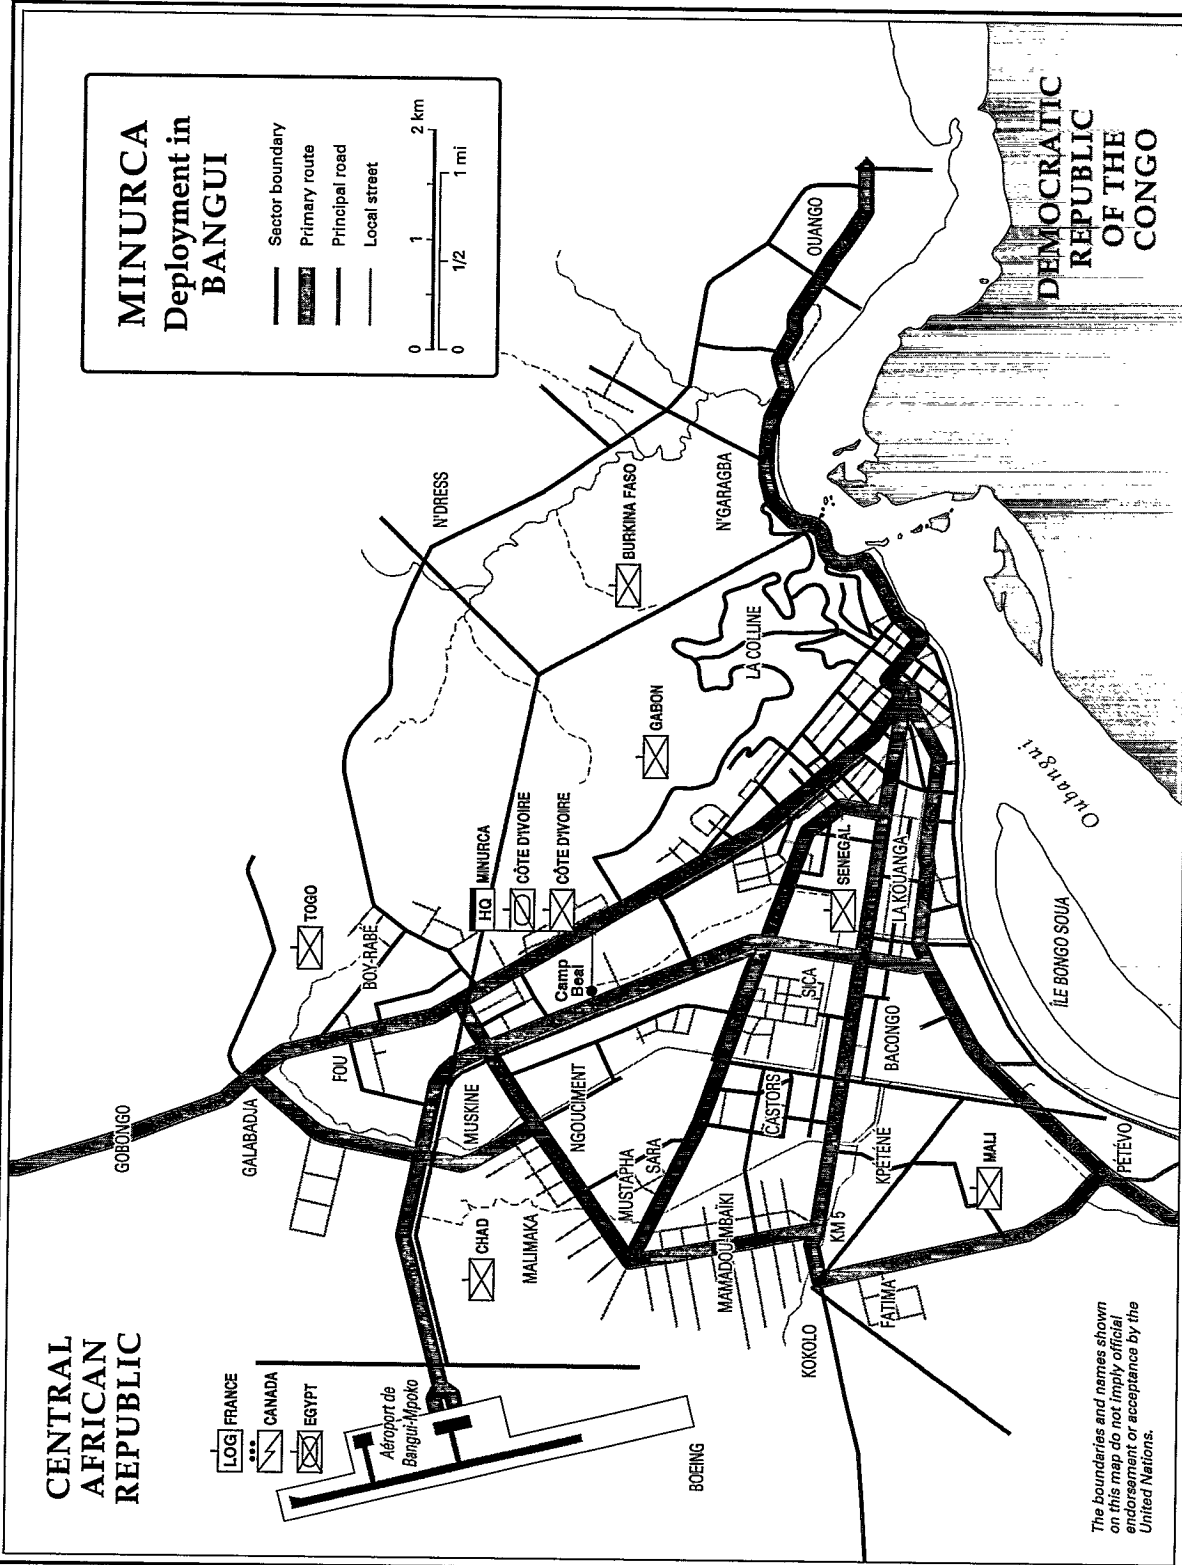 CENTRAL
AFRICAN
REPUBLIC
MINURCA
Deployment in
BANGUI
Sector boundary
Primary route
Principal road
Local street
0
1
2 km
0
1/2
1 mi
LOG
FRANCE
CANADA
EGYPT
Aéroport de
Bangui-Mpoko
BOEING
GOBONGO
GALABADJA
FOU
BOY-RABE
TOGO
N'DRESS
CHAD
MALIMAKA
MUSKINE
NGOUCIMENT
Camp
Beal
HQ
MINURCA
CÔTE D'IVOIRE
CÔTE D'IVOIRE
GABON
BURKINA FASO
MUSTAPHA
SARA
MAMADOU-MBAIKI
CASTORS
SICA
SENEGAL
LA COLLINE
N'GARAGBA
OUANGO
KOKOLO
KM 5
FATIMA
KPETENE
BACONGO
LA KOUANGA
MALI
PETEVO
ÎLE BONGO SOUA
Oubangui
DEMOCRATIC
REPUBLIC
OF THE
CONGO
The boundaries and names shown
on this map do not imply official
endorsement or acceptance by the
United Nations.